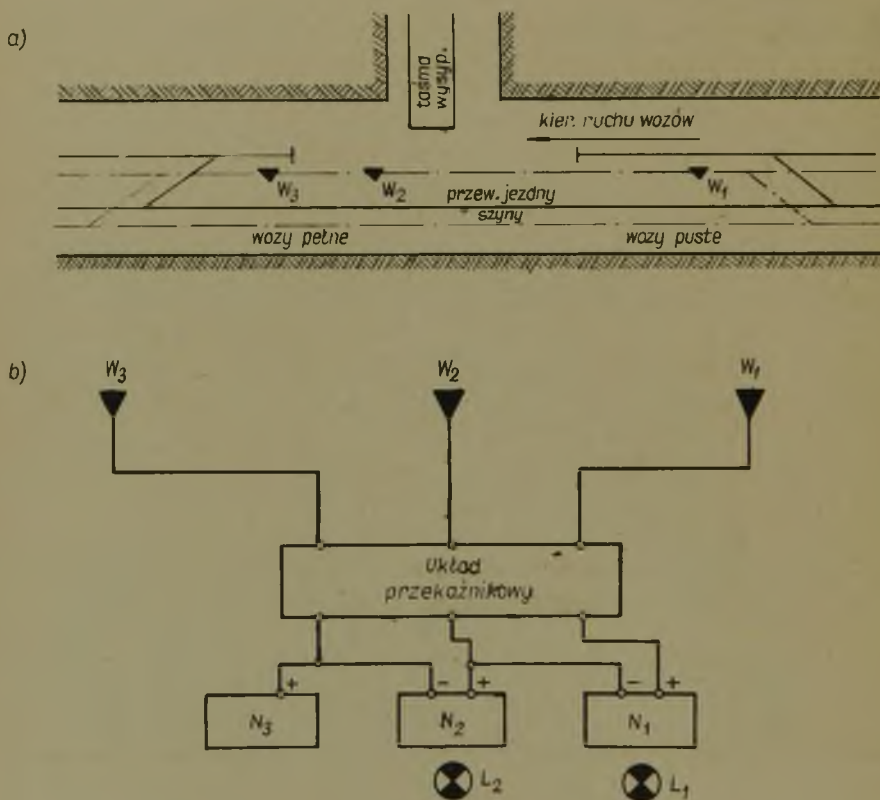 a)
taśma
wysyp.
kier. ruchu wozów
W3
W2
W1
przew. jezdny
szyny
wozy pełne
wozy puste
b)
W3
W2
W1
Układ
przekaźnikowy
+
-
+
-
+
N3
N2
N1
L2
L1